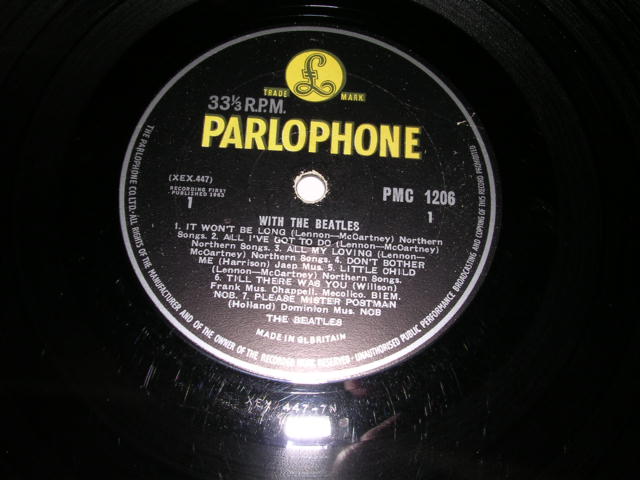 £
TRADE MARK
33⅓ R.P.M.
PARLOPHONE
(XEX.447)
RECORDING FIRST
PUBLISHED 1963
1
PMC 1206
1
WITH THE BEATLES
1. IT WON'T BE LONG (Lennon—McCartney) Northern
Songs. 2. ALL I'VE GOT TO DO (Lennon—McCartney)
Northern Songs. 3. ALL MY LOVING (Lennon—
McCartney) Northern Songs. 4. DON'T BOTHER
ME (Harrison) Jaep Mus. 5. LITTLE CHILD
(Lennon—McCartney) Northern Songs.
6. TILL THERE WAS YOU (Willson)
Frank Mus. Chappell. Mecolico. BIEM.
NCB. 7. PLEASE MISTER POSTMAN
(Holland) Dominion Mus. NCB
THE BEATLES
MADE IN GT. BRITAIN
THE PARLOPHONE CO. LTD.—ALL RIGHTS OF THE MANUFACTURER AND OF THE OWNER OF THE RECORDED WORK RESERVED · UNAUTHORISED PUBLIC PERFORMANCE BROADCASTING AND COPYING OF THIS RECORD PROHIBITED
XEX 447-7N